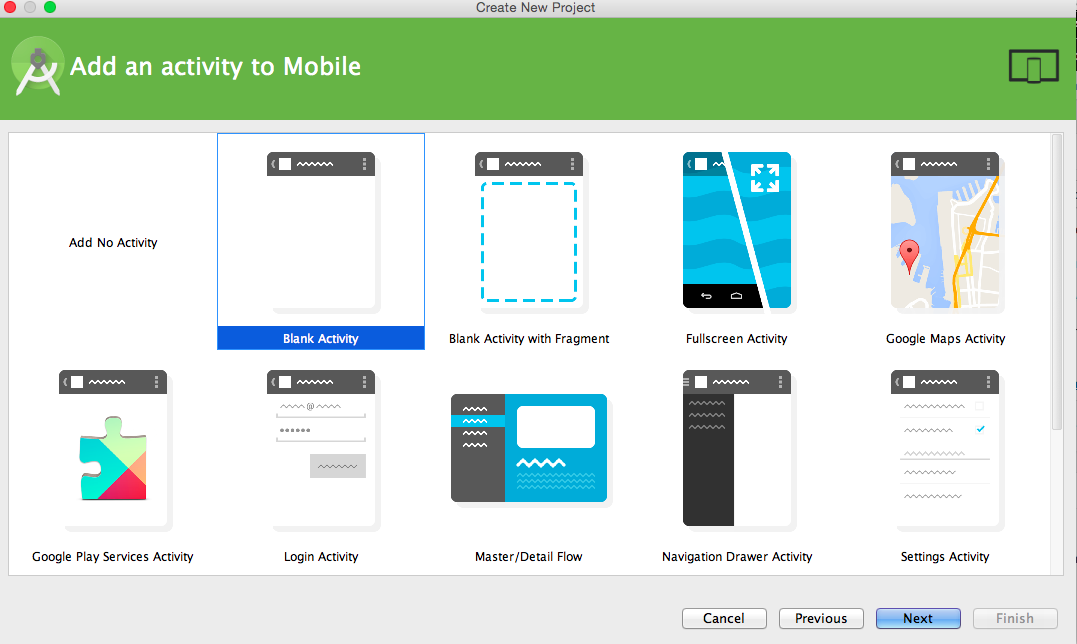 Create New Project
Add an activity to Mobile
Add No Activity
Blank Activity
Blank Activity with Fragment
Fullscreen Activity
Google Maps Activity
Google Play Services Activity
Login Activity
Master/Detail Flow
Navigation Drawer Activity
Settings Activity
Cancel
Previous
Next
Finish